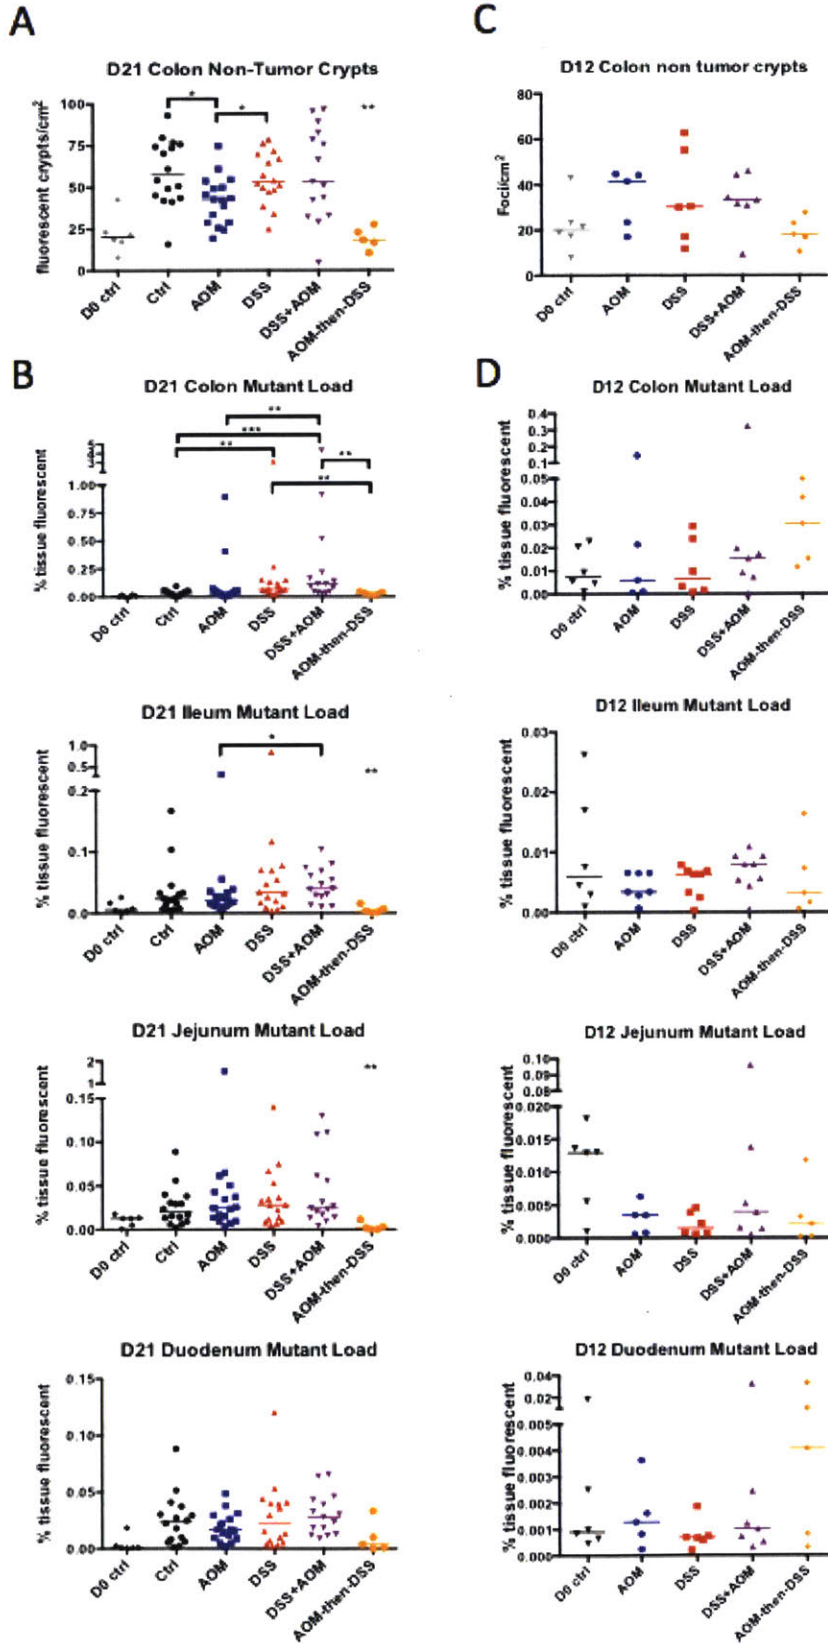 A
D21 Colon Non-Tumor Crypts
fluorescent crypts/cm²
100
75
50
25
0
*
*
**
D0 ctrl
Ctrl
AOM
DSS
DSS+AOM
AOM-then-DSS
B
D21 Colon Mutant Load
% tissue fluorescent
1.00
0.75
0.50
0.25
0.00
**
***
**
**
**
D0 ctrl
Ctrl
AOM
DSS
DSS+AOM
AOM-then-DSS
D21 Ileum Mutant Load
% tissue fluorescent
1.0
0.5
0.2
0.1
0.0
*
**
D0 ctrl
Ctrl
AOM
DSS
DSS+AOM
AOM-then-DSS
D21 Jejunum Mutant Load
% tissue fluorescent
2
1
0.15
0.10
0.05
0.00
**
D0 ctrl
Ctrl
AOM
DSS
DSS+AOM
AOM-then-DSS
D21 Duodenum Mutant Load
% tissue fluorescent
0.15
0.10
0.05
0.00
D0 ctrl
Ctrl
AOM
DSS
DSS+AOM
AOM-then-DSS
C
D12 Colon non tumor crypts
Foci/cm²
80
60
40
20
0
D0 ctrl
AOM
DSS
DSS+AOM
AOM-then-DSS
D
D12 Colon Mutant Load
% tissue fluorescent
0.4
0.3
0.2
0.1
0.05
0.04
0.03
0.02
0.01
0.00
D0 ctrl
AOM
DSS
DSS+AOM
AOM-then-DSS
D12 Ileum Mutant Load
% tissue fluorescent
0.03
0.02
0.01
0.00
D0 ctrl
AOM
DSS
DSS+AOM
AOM-then-DSS
D12 Jejunum Mutant Load
% tissue fluorescent
0.10
0.09
0.08
0.020
0.015
0.010
0.005
0.000
D0 ctrl
AOM
DSS
DSS+AOM
AOM-then-DSS
D12 Duodenum Mutant Load
% tissue fluorescent
0.04
0.02
0.005
0.004
0.003
0.002
0.001
0.000
D0 ctrl
AOM
DSS
DSS+AOM
AOM-then-DSS